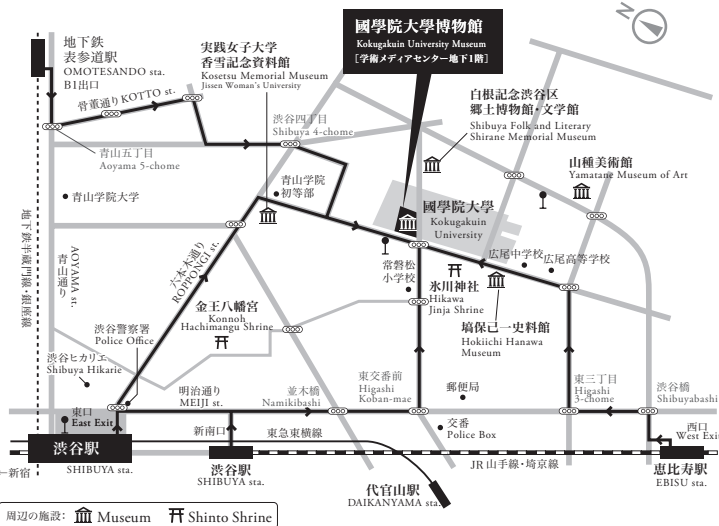 N
國學院大學博物館
Kokugakuin University Museum
[学術メディアセンター地下1階]
地下鉄
表参道駅
OMOTESANDO sta.
B1出口
骨董通り KOTTO st.
実践女子大学
香雪記念資料館
Kosetsu Memorial Museum
Jissen Woman's University
渋谷四丁目
Shibuya 4-chome
白根記念渋谷区
郷土博物館・文学館
Shibuya Folk and Literary
Shirane Memorial Museum
山種美術館
Yamatane Museum of Art
青山五丁目
Aoyama 5-chome
青山学院大学
青山学院
初等部
國學院大學
Kokugakuin
University
地下鉄半蔵門線・銀座線
青山通り
AOYAMA st.
六本木通り
ROPPONGI st.
常磐松
小学校
氷川神社
Hikawa
Jinja Shrine
広尾中学校
広尾高等学校
塙保己一史料館
Hokiichi Hanawa
Museum
金王八幡宮
Konnoh
Hachimangu Shrine
渋谷警察署
Police Office
渋谷ヒカリエ
Shibuya Hikarie
明治通り
MEIJI st.
並木橋
Namikibashi
東交番前
Higashi
Koban-mae
郵便局
交番
Police Box
東三丁目
Higashi
3-chome
渋谷橋
Shibuyabashi
東口
East Exit
新南口
東急東横線
西口
West Exit
渋谷駅
SHIBUYA sta.
渋谷駅
SHIBUYA sta.
代官山駅
DAIKANYAMA sta.
JR山手線・埼京線
恵比寿駅
EBISU sta.
←新宿
周辺の施設:
Museum
Shinto Shrine